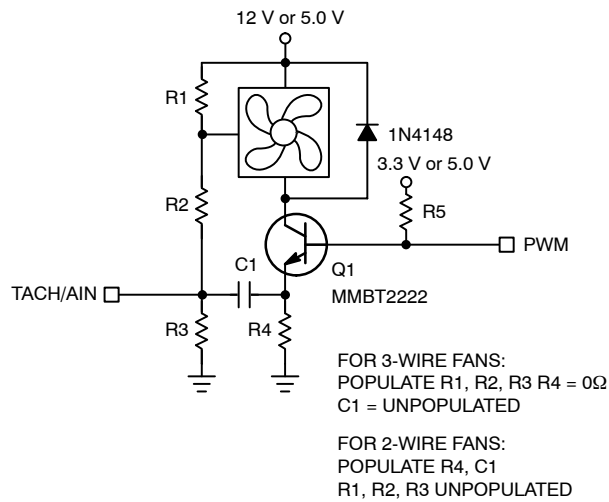 12 V or 5.0 V
R1
1N4148
3.3 V or 5.0 V
R2
R5
C1
Q1
PWM
TACH/AIN
MMBT2222
R3
R4
FOR 3-WIRE FANS:
POPULATE R1, R2, R3 R4 = 0Ω
C1 = UNPOPULATED
FOR 2-WIRE FANS:
POPULATE R4, C1
R1, R2, R3 UNPOPULATED